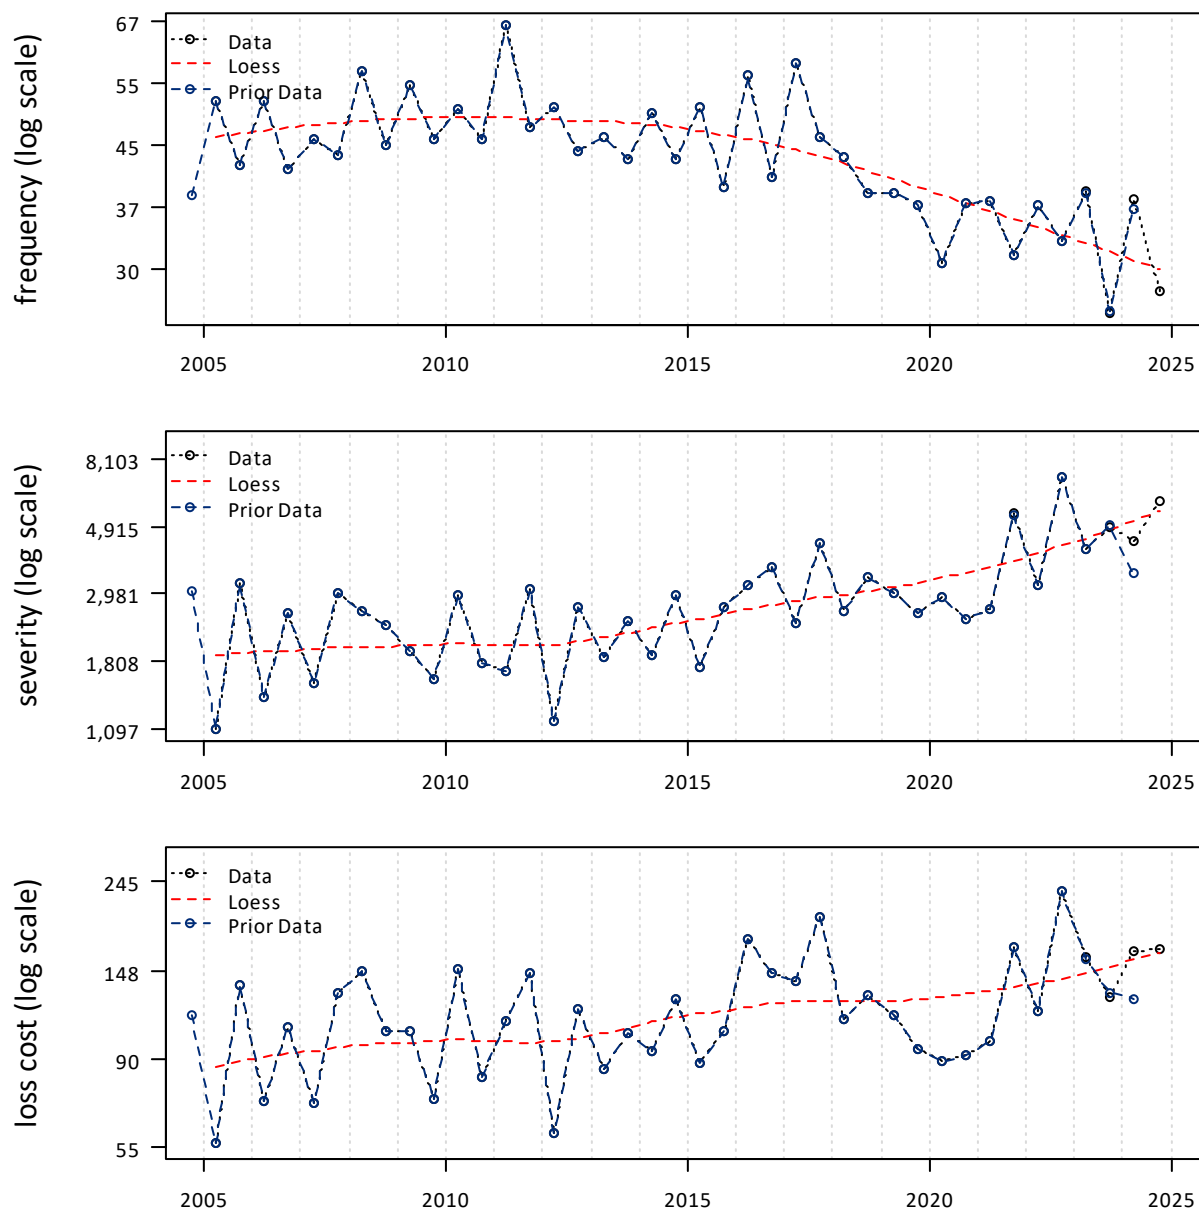 frequency (log scale)
67
55
45
37
30
Data
Loess
Prior Data
2005
2010
2015
2020
2025
severity (log scale)
8,103
4,915
2,981
1,808
1,097
Data
Loess
Prior Data
2005
2010
2015
2020
2025
loss cost (log scale)
245
148
90
55
Data
Loess
Prior Data
2005
2010
2015
2020
2025